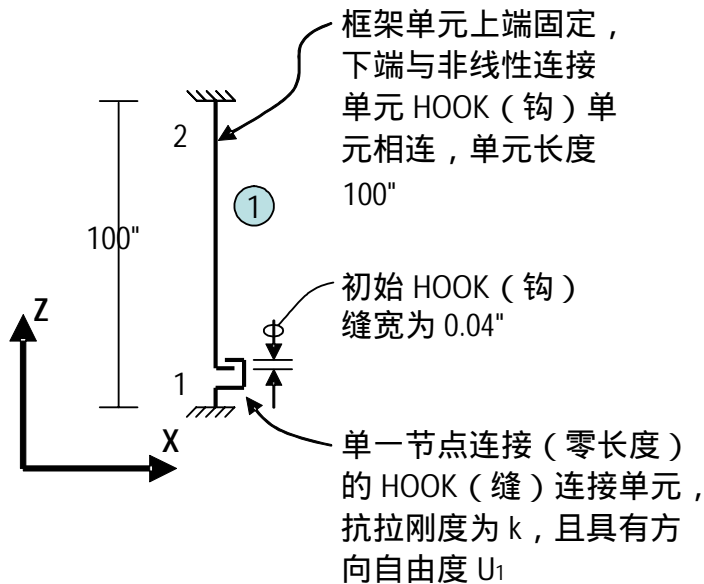 框架单元上端固定，
下端与非线性连接
单元 HOOK（钩）单
元相连，单元长度
100"
2
1
100"
初始 HOOK（钩）
缝宽为 0.04"
Z
1
X
单一节点连接（零长度）
的 HOOK（缝）连接单元，
抗拉刚度为 k，且具有方
向自由度 U1